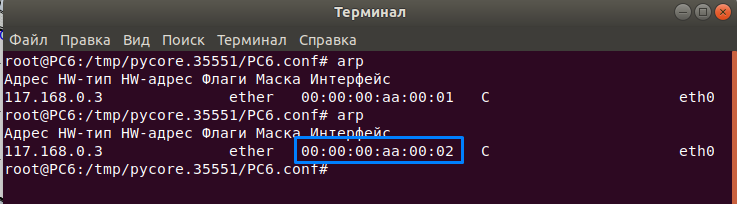 Терминал
Файл Правка Вид Поиск Терминал Справка
root@PC6:/tmp/pycore.35551/PC6.conf# arp
Адрес HW-тип HW-адрес Флаги Маска Интерфейс
117.168.0.3 ether 00:00:00:aa:00:01 C eth0
root@PC6:/tmp/pycore.35551/PC6.conf# arp
Адрес HW-тип HW-адрес Флаги Маска Интерфейс
117.168.0.3 ether 00:00:00:aa:00:02 C eth0
root@PC6:/tmp/pycore.35551/PC6.conf#